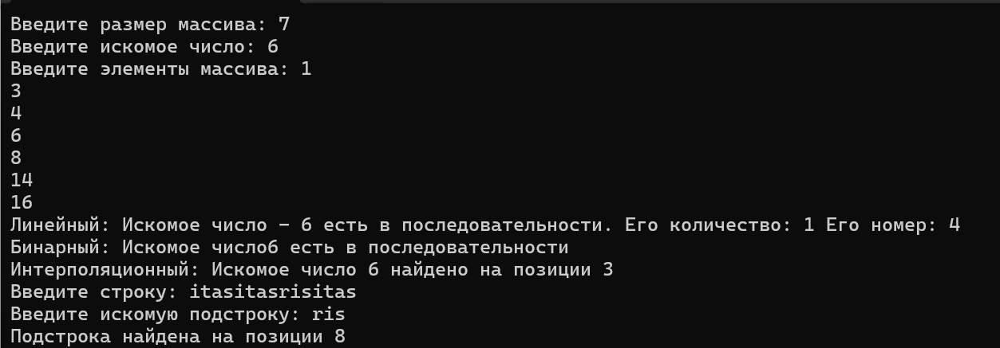 Введите размер массива: 7
Введите искомое число: 6
Введите элементы массива: 1
3
4
6
8
14
16
Линейный: Искомое число - 6 есть в последовательности. Его количество: 1 Его номер: 4
Бинарный: Искомое число6 есть в последовательности
Интерполяционный: Искомое число 6 найдено на позиции 3
Введите строку: itasitasrisitas
Введите искомую подстроку: ris
Подстрока найдена на позиции 8